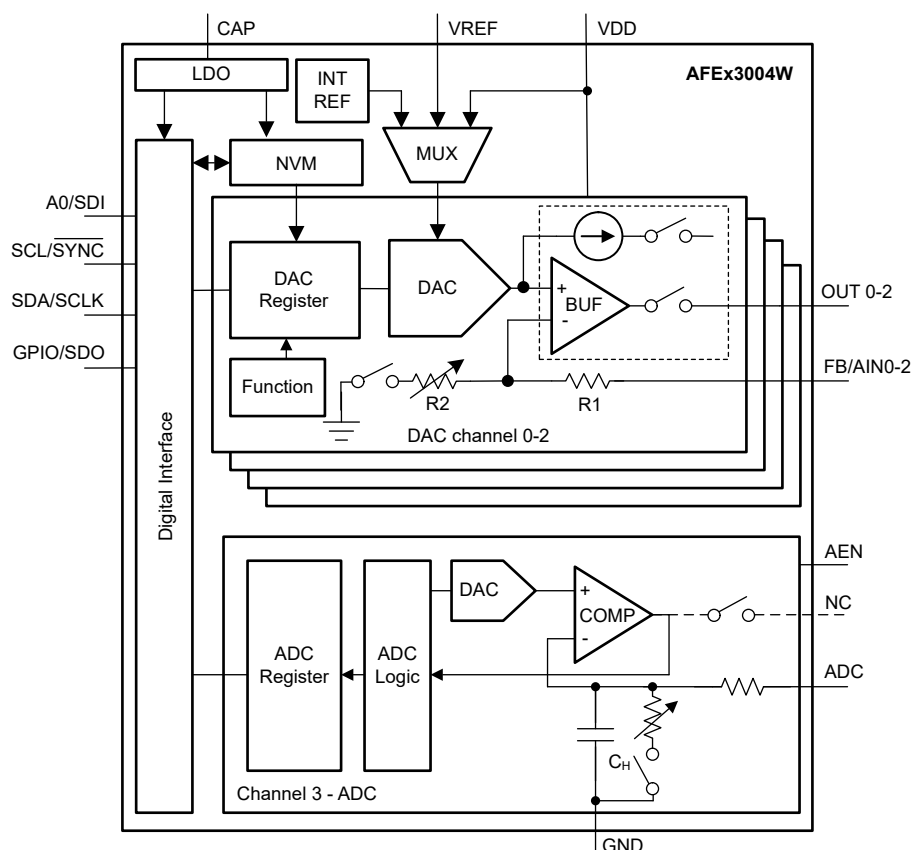 CAP
VREF
VDD
LDO
INT
REF
AFEx3004W
MUX
NVM
A0/SDI
SCL/SYNC
SDA/SCLK
GPIO/SDO
DAC
Register
DAC
+
BUF
-
OUT 0-2
FB/AIN0-2
Function
R2
R1
DAC channel 0-2
Digital Interface
AEN
DAC
+
COMP
-
NC
ADC
Register
ADC
Logic
ADC
CH
Channel 3 - ADC
GND